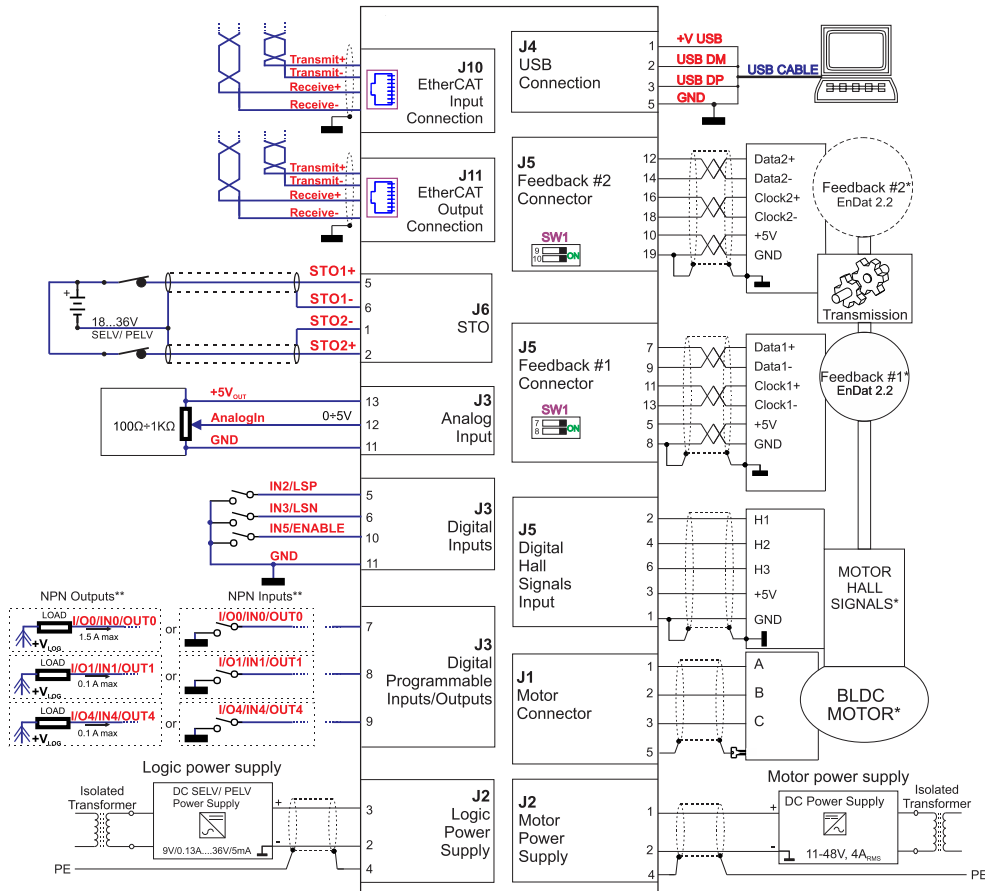 Transmit+
Transmit-
Receive+
Receive-
J10
EtherCAT
Input
Connection
Transmit+
Transmit-
Receive+
Receive-
J11
EtherCAT
Output
Connection
STO1+
5
STO1-
6
STO2-
1
STO2+
2
+
18...36V
SELV/ PELV
J6
STO
100Ω÷1KΩ
+5VOUT
13
AnalogIn
0÷5V
12
GND
11
J3
Analog
Input
IN2/LSP
5
IN3/LSN
6
IN5/ENABLE
10
GND
11
J3
Digital
Inputs
NPN Outputs**
NPN Inputs**
LOAD
I/O0/IN0/OUT0
1.5 A max
+VLOG
or
I/O0/IN0/OUT0
7
LOAD
I/O1/IN1/OUT1
0.1 A max
+VLOG
or
I/O1/IN1/OUT1
8
LOAD
I/O4/IN4/OUT4
0.1 A max
+VLOG
or
I/O4/IN4/OUT4
9
J3
Digital
Programmable
Inputs/Outputs
Logic power supply
Isolated
Transformer
DC SELV/ PELV
Power Supply
9V/0.13A....36V/5mA
+
-
PE
3
2
4
J2
Logic
Power
Supply
J4
USB
Connection
1
+V USB
2
USB DM
3
USB DP
5
GND
USB CABLE
J5
Feedback #2
Connector
SW1
9
10
ON
12
Data2+
14
Data2-
16
Clock2+
18
Clock2-
10
+5V
19
GND
Feedback #2*
EnDat 2.2
Transmission
J5
Feedback #1
Connector
SW1
7
8
ON
7
Data1+
9
Data1-
11
Clock1+
13
Clock1-
5
+5V
8
GND
Feedback #1*
EnDat 2.2
J5
Digital
Hall
Signals
Input
2
H1
4
H2
6
H3
3
+5V
1
GND
MOTOR
HALL
SIGNALS*
J1
Motor
Connector
1
A
2
B
3
C
5
BLDC
MOTOR*
Motor power supply
J2
Motor
Power
Supply
1
2
4
+
-
DC Power Supply
11-48V, 4ARMS
Isolated
Transformer
PE